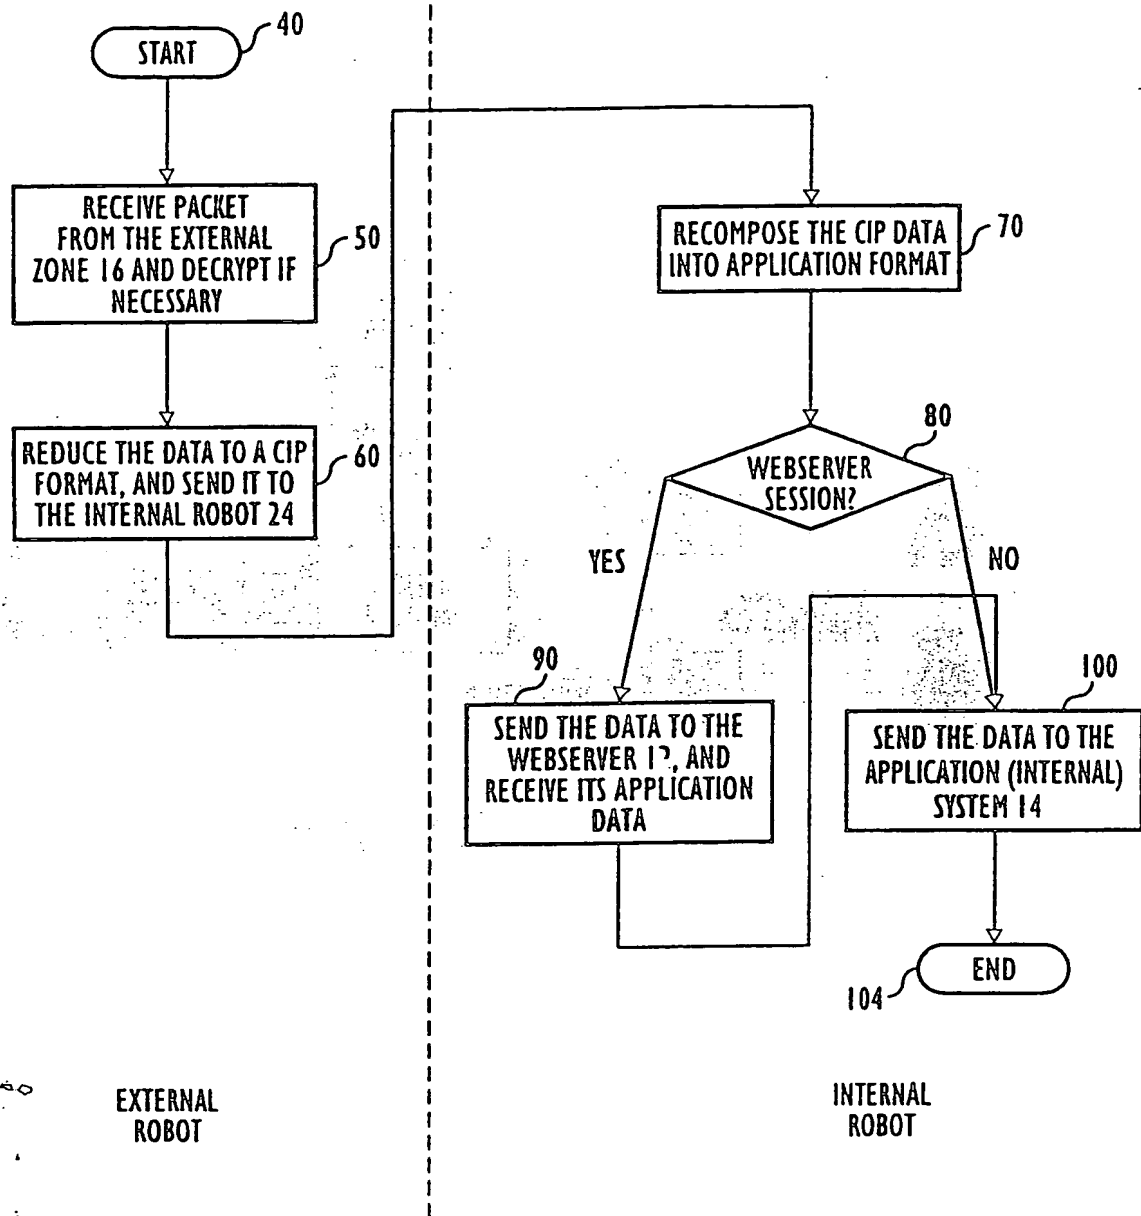 START
40
RECEIVE PACKET
FROM THE EXTERNAL
ZONE 16 AND DECRYPT IF
NECESSARY
50
REDUCE THE DATA TO A CIP
FORMAT, AND SEND IT TO
THE INTERNAL ROBOT 24
60
RECOMPOSE THE CIP DATA
INTO APPLICATION FORMAT
70
WEBSERVER
SESSION?
80
YES
NO
90
SEND THE DATA TO THE
WEBSERVER , AND
RECEIVE ITS APPLICATION
DATA
100
SEND THE DATA TO THE
APPLICATION (INTERNAL)
SYSTEM 14
END
104
EXTERNAL
ROBOT
INTERNAL
ROBOT